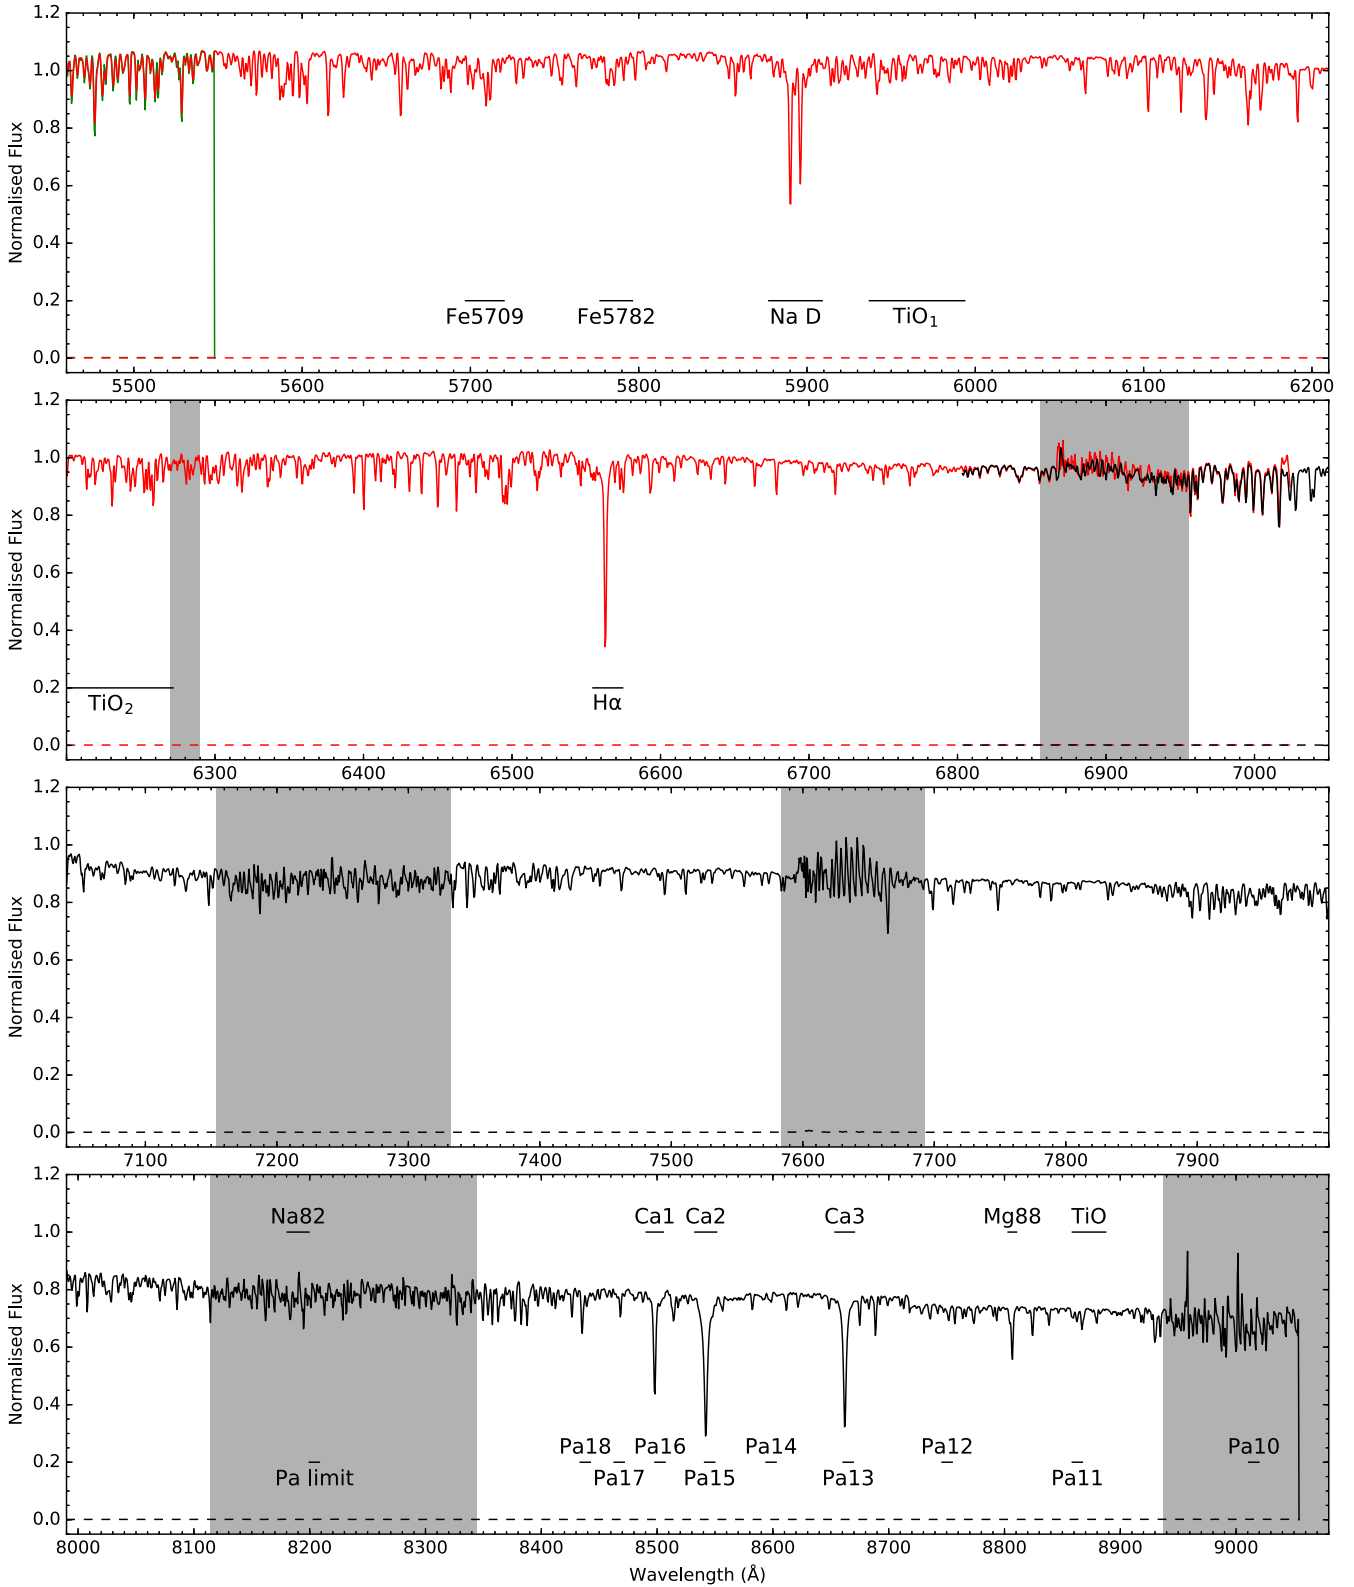 1.2
1.0
0.8
0.6
0.4
0.2
0.0
Normalised Flux
Fe5709 Fe5782 Na D TiO₁
5500 5600 5700 5800 5900 6000 6100 6200
1.2
1.0
0.8
0.6
0.4
0.2
0.0
Normalised Flux
TiO₂ Hα
6300 6400 6500 6600 6700 6800 6900 7000
1.2
1.0
0.8
0.6
0.4
0.2
0.0
Normalised Flux
7100 7200 7300 7400 7500 7600 7700 7800 7900
1.2
1.0
0.8
0.6
0.4
0.2
0.0
Normalised Flux
Na82 Ca1 Ca2 Ca3 Mg88 TiO
Pa18 Pa16 Pa14 Pa12 Pa10
Pa limit Pa17 Pa15 Pa13 Pa11
8000 8100 8200 8300 8400 8500 8600 8700 8800 8900 9000
Wavelength (Å)